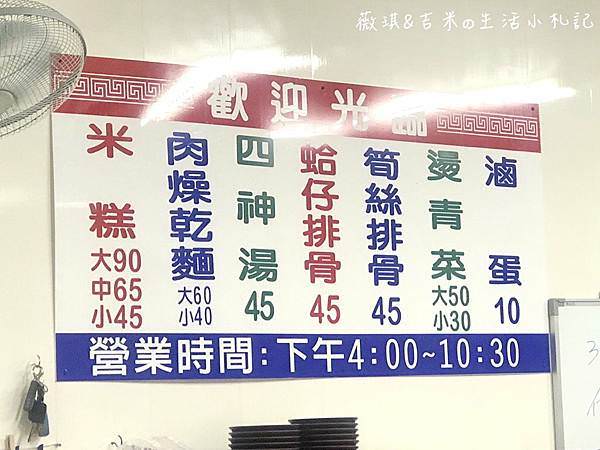 薇琪&吉米の生活小札記
歡迎光臨
米糕
大90
中65
小45
肉燥乾麵
大60
小40
四神湯
45
蛤仔排骨
45
筍絲排骨
45
燙青菜
大50
小30
滷蛋
10
營業時間:下午4:00~10:30